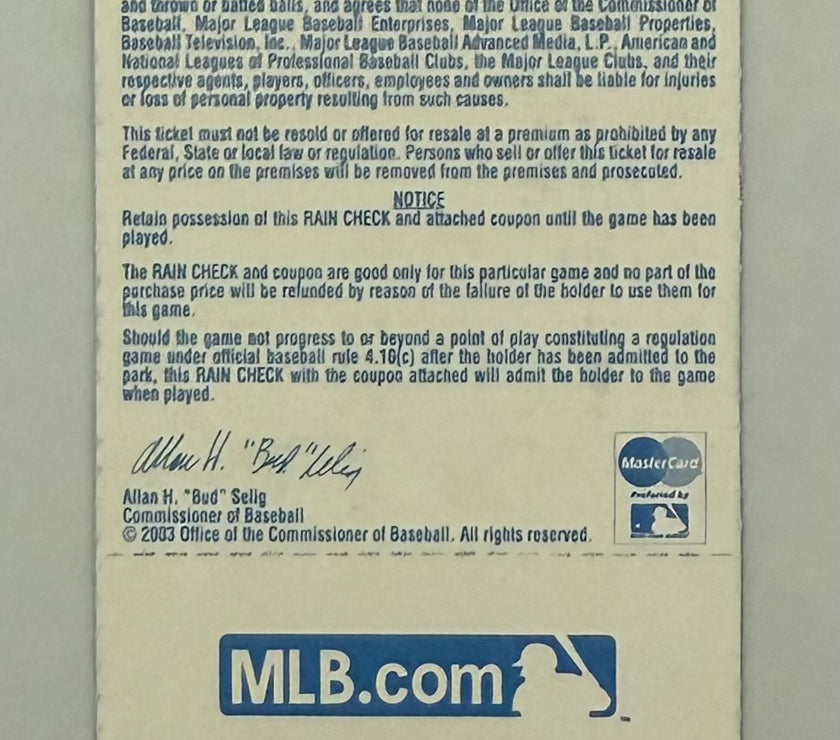 and thrown or batted balls, and agrees that none of the Office of the Commissioner of
Baseball, Major League Baseball Enterprises, Major League Baseball Properties,
Baseball Television, Inc., Major League Baseball Advanced Media, L.P., American and
National Leagues of Professional Baseball Clubs, the Major League Clubs, and their
respective agents, players, officers, employees and owners shall be liable for injuries
or loss of personal property resulting from such causes.
This ticket must not be resold or offered for resale at a premium as prohibited by any
Federal, State or local law or regulation. Persons who sell or offer this ticket for resale
at any price on the premises will be removed from the premises and prosecuted.
NOTICE
Retain possession of this RAIN CHECK and attached coupon until the game has been
played.
The RAIN CHECK and coupon are good only for this particular game and no part of the
purchase price will be refunded by reason of the failure of the holder to use them for
this game.
Should the game not progress to or beyond a point of play constituting a regulation
game under official baseball rule 4.10(c) after the holder has been admitted to the
park, this RAIN CHECK with the coupon attached will admit the holder to the game
when played.
Allan H. "Bud" Selig
Allan H. "Bud" Selig
Commissioner of Baseball
© 2003 Office of the Commissioner of Baseball. All rights reserved.
MasterCard
Preferred by
MLB.com